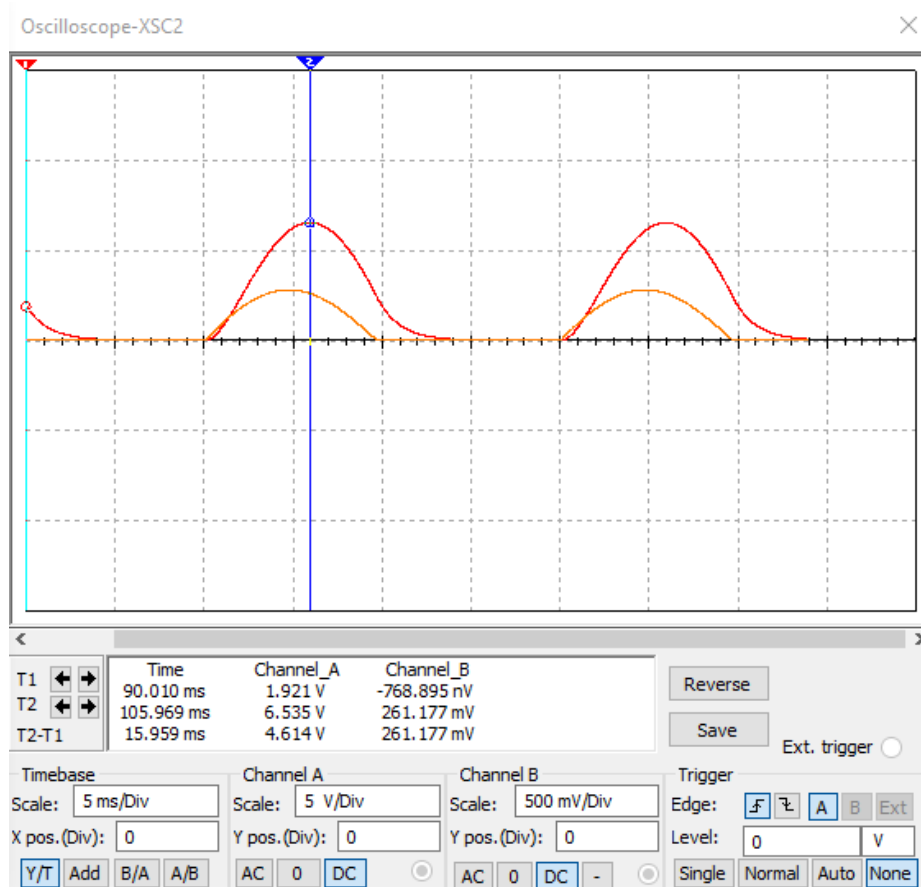 Oscilloscope-XSC2
1 2
T1
T2
T2-T1
Time Channel_A Channel_B
90.010 ms 1.921 V -768.895 nV
105.969 ms 6.535 V 261.177 mV
15.959 ms 4.614 V 261.177 mV
Reverse
Save
Ext. trigger
Timebase
Scale: 5 ms/Div
X pos.(Div): 0
Y/T Add B/A A/B
Channel A
Scale: 5 V/Div
Y pos.(Div): 0
AC 0 DC
Channel B
Scale: 500 mV/Div
Y pos.(Div): 0
AC 0 DC -
Trigger
Edge: A B Ext
Level: 0 V
Single Normal Auto None